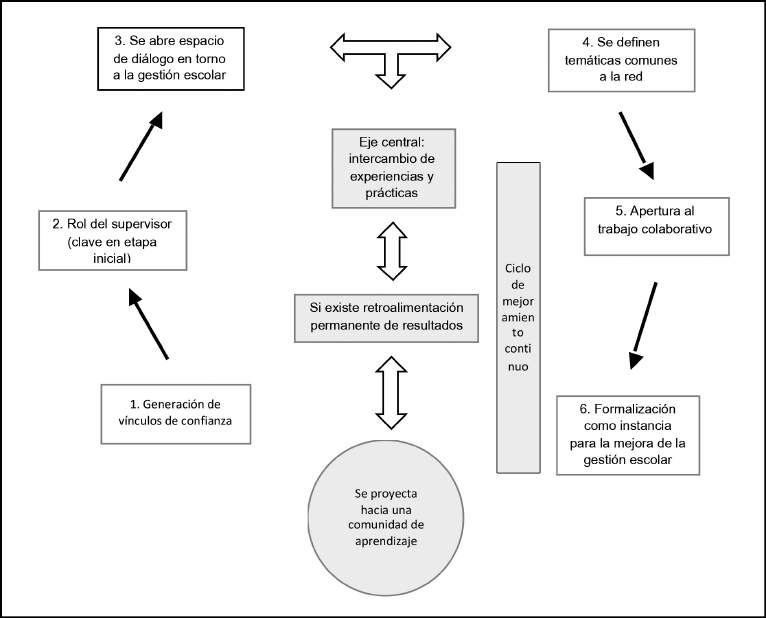 3. Se abre espacio
de diálogo en torno
a la gestión escolar
4. Se definen
temáticas comunes
a la red
Eje central:
intercambio de
experiencias y
prácticas
2. Rol del supervisor
(clave en etapa
inicial)
5. Apertura al
trabajo colaborativo
Ciclo
de
mejor
amien
to
conti
nuo
Si existe retroalimentación
permanente de resultados
1. Generación de
vínculos de confianza
6. Formalización
como instancia
para la mejora de la
gestión escolar
Se proyecta
hacia una
comunidad de
aprendizaje